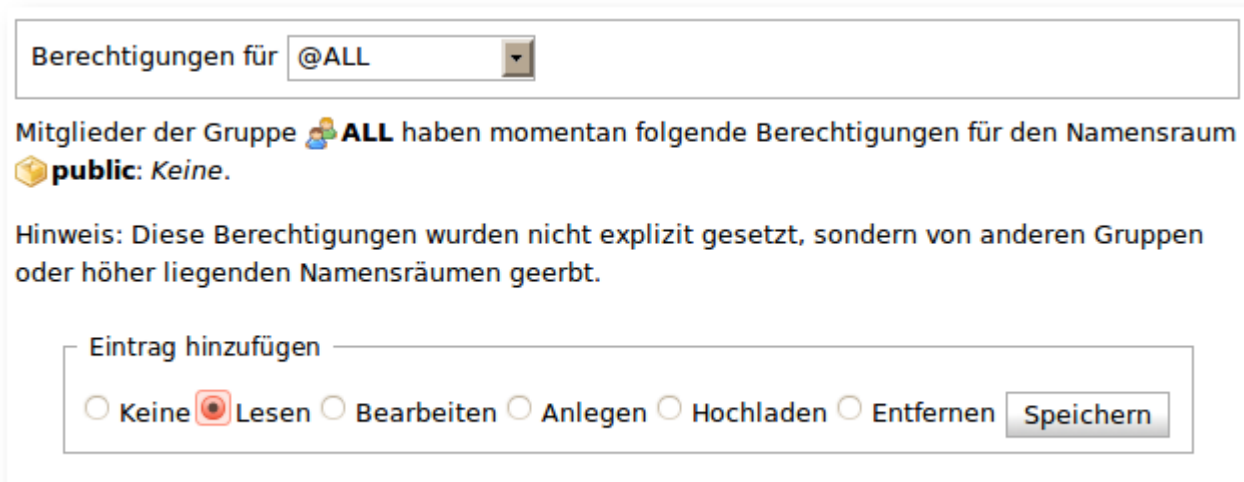 Berechtigungen für @ALL
Mitglieder der Gruppe ALL haben momentan folgende Berechtigungen für den Namensraum
public: Keine.
Hinweis: Diese Berechtigungen wurden nicht explizit gesetzt, sondern von anderen Gruppen
oder höher liegenden Namensräumen geerbt.
Eintrag hinzufügen
Keine Lesen Bearbeiten Anlegen Hochladen Entfernen Speichern